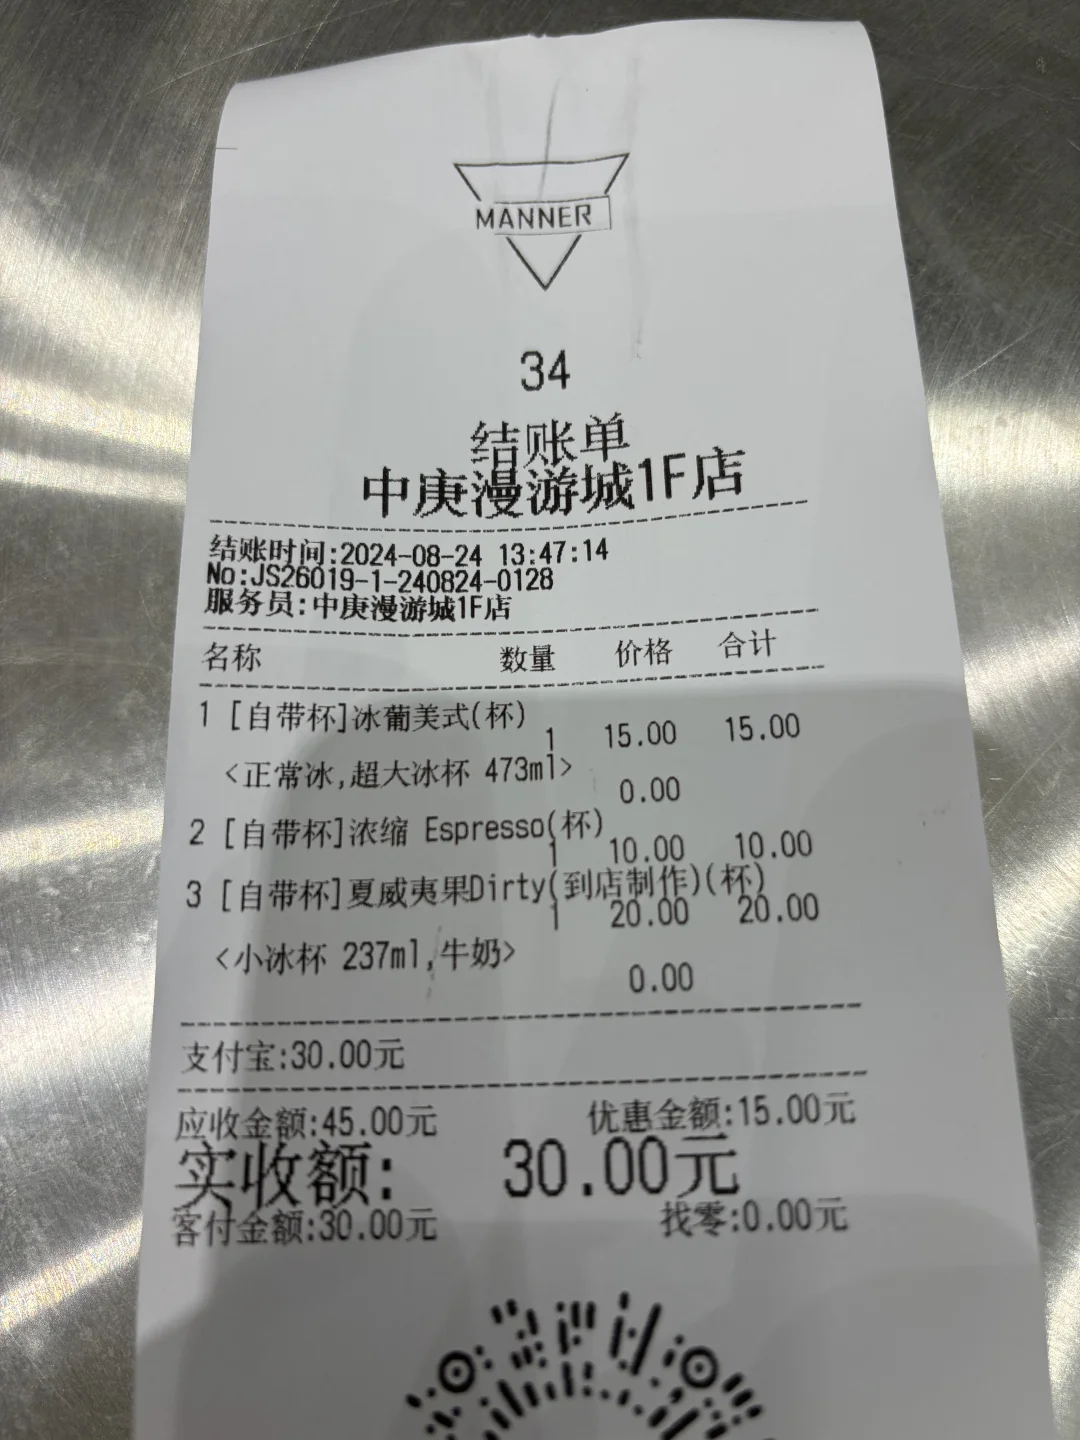 MANNER
34
结账单
中庚漫游城1F店
结账时间:2024-08-24 13:47:14
No:JS26019-1-240824-0128
服务员:中庚漫游城1F店
名称 数量 价格 合计
1 [自带杯]冰葡美式(杯)
1 15.00 15.00
<正常冰,超大冰杯 473ml>
0.00
2 [自带杯]浓缩 Espresso(杯)
1 10.00 10.00
3 [自带杯]夏威夷果Dirty(到店制作)(杯)
1 20.00 20.00
<小冰杯 237ml,牛奶>
0.00
支付宝:30.00元
应收金额:45.00元 优惠金额:15.00元
实收额: 30.00元
客付金额:30.00元 找零:0.00元